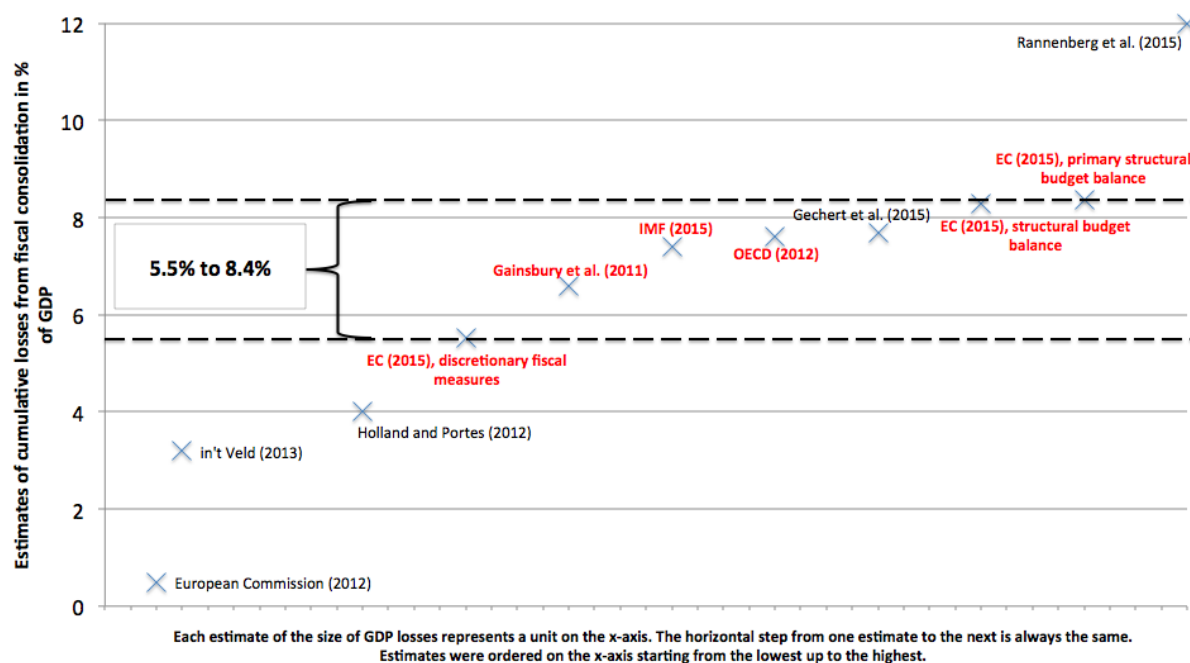 Estimates of cumulative losses from fiscal consolidation in %
of GDP
12
10
8
6
4
2
0
Rannenberg et al. (2015)
EC (2015), primary structural
budget balance
Gechert et al. (2015)
EC (2015), structural budget
balance
IMF (2015)
OECD (2012)
Gainsbury et al. (2011)
5.5% to 8.4%
EC (2015), discretionary fiscal
measures
Holland and Portes (2012)
in't Veld (2013)
European Commission (2012)
Each estimate of the size of GDP losses represents a unit on the x-axis. The horizontal step from one estimate to the next is always the same.
Estimates were ordered on the x-axis starting from the lowest up to the highest.